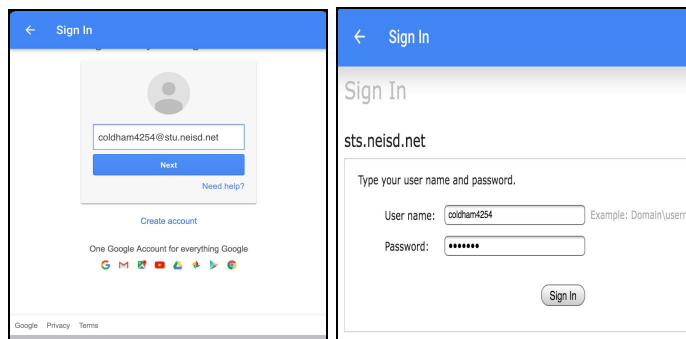 Sign In
coldham4254@stu.neisd.net
Next
Need help?
Create account
One Google Account for everything Google
Google Privacy Terms
Sign In
Sign In
sts.neisd.net
Type your user name and password.
User name: coldham4254 Example: Domain\usern
Password: •••••••
Sign In